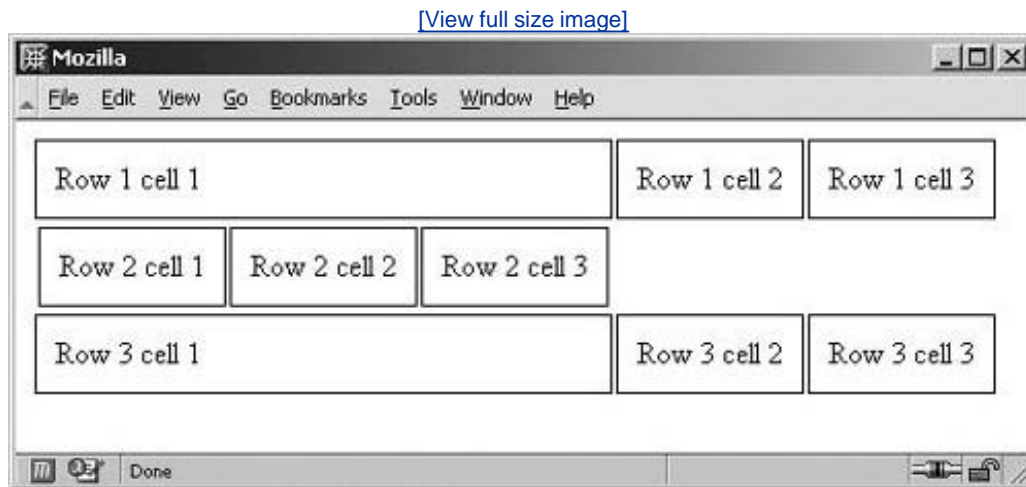 [View full size image]
Mozilla
File Edit View Go Bookmarks Tools Window Help
Row 1 cell 1 Row 1 cell 2 Row 1 cell 3
Row 2 cell 1 Row 2 cell 2 Row 2 cell 3
Row 3 cell 1 Row 3 cell 2 Row 3 cell 3
Done